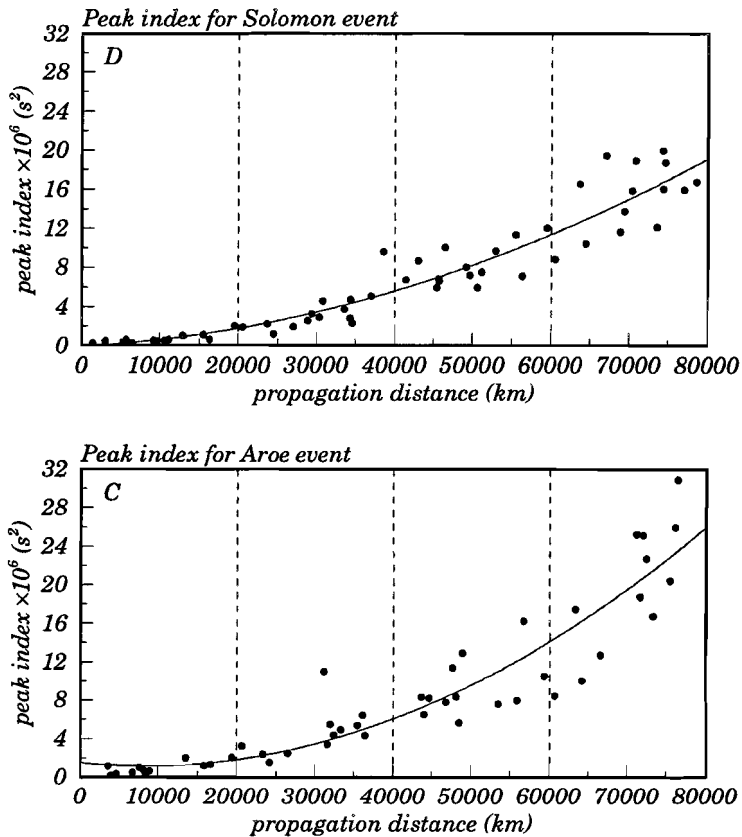 Peak index for Solomon event
D
peak index ×10⁶ (s²)
32
28
24
20
16
12
8
4
0
0 10000 20000 30000 40000 50000 60000 70000 80000
propagation distance (km)
Peak index for Aroe event
C
peak index ×10⁶ (s²)
32
28
24
20
16
12
8
4
0
0 10000 20000 30000 40000 50000 60000 70000 80000
propagation distance (km)